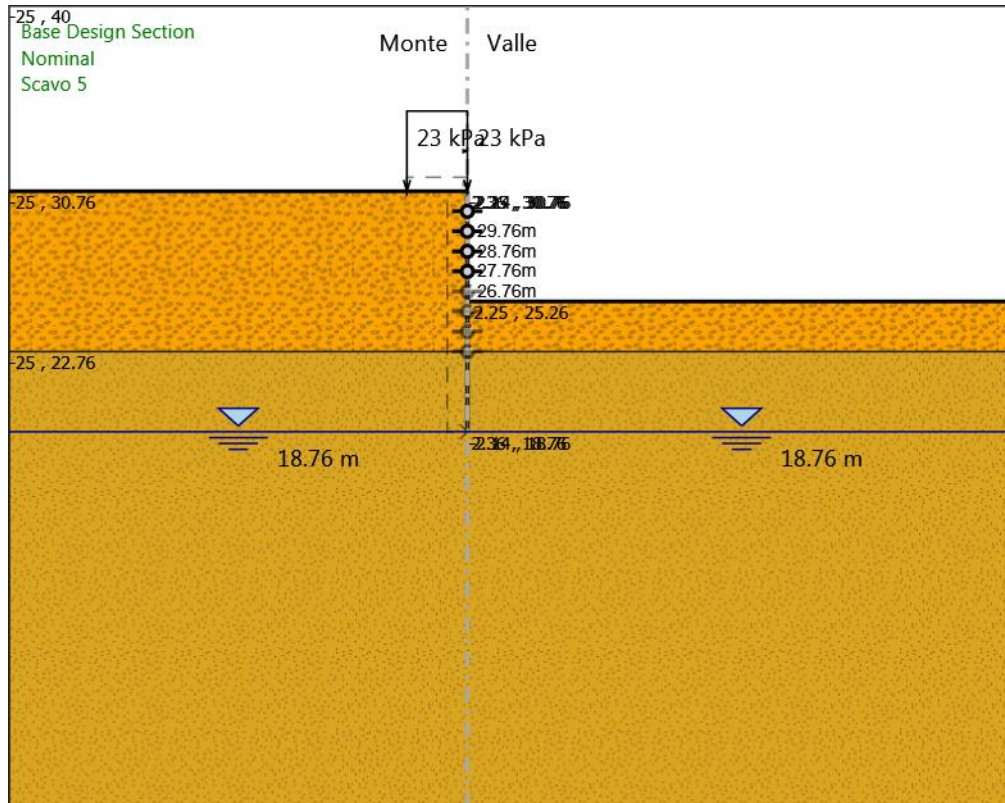 -25 , 40
Base Design Section
Nominal
Scavo 5
Monte
Valle
23 kPa
23 kPa
-25 , 30.76
29.76m
28.76m
27.76m
26.76m
2.25 , 25.26
-25 , 22.76
18.76 m
18.76 m